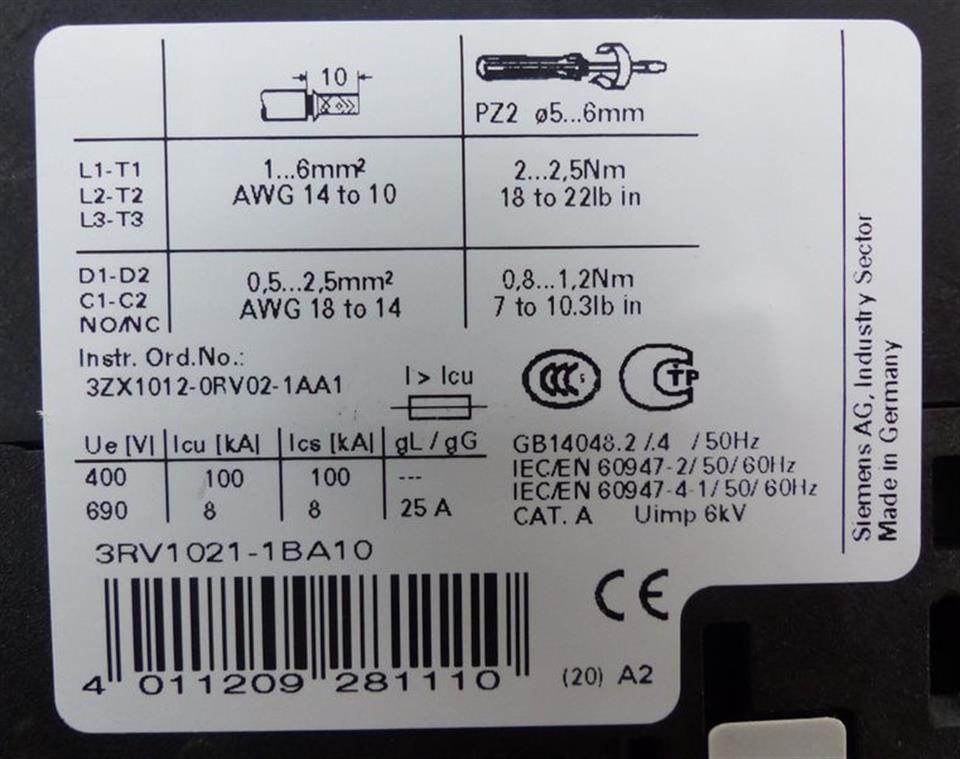 10
PZ2 ø5...6mm
L1-T1
L2-T2
L3-T3
1...6mm²
AWG 14 to 10
2...2,5Nm
18 to 22lb in
D1-D2
C1-C2
NO/NC
0,5...2,5mm²
AWG 18 to 14
0,8...1,2Nm
7 to 10.3lb in
Instr. Ord.No.:
3ZX1012-0RV02-1AA1
I > Icu
CCC S
CTP
Ue [V] Icu [kA] Ics [kA] gL / gG
400 100 100 ---
690 8 8 25 A
GB14048.2/.4 /50Hz
IEC/EN 60947-2/50/60Hz
IEC/EN 60947-4-1/50/60Hz
CAT. A Uimp 6kV
3RV1021-1BA10
4 011209 281110
CE
(20) A2
Siemens AG, Industry Sector
Made in Germany